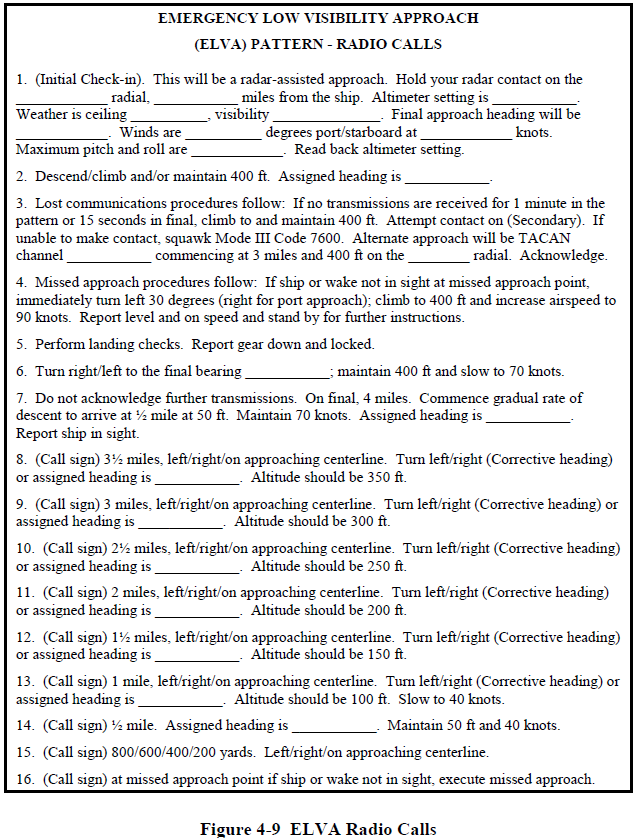 EMERGENCY LOW VISIBILITY APPROACH
(ELVA) PATTERN - RADIO CALLS
1. (Initial Check-in). This will be a radar-assisted approach. Hold your radar contact on the
____________ radial, ___________ miles from the ship. Altimeter setting is ___________.
Weather is ceiling __________, visibility ______________. Final approach heading will be
____________. Winds are __________ degrees port/starboard at ____________ knots.
Maximum pitch and roll are ____________. Read back altimeter setting.
2. Descend/climb and/or maintain 400 ft. Assigned heading is ___________.
3. Lost communications procedures follow: If no transmissions are received for 1 minute in the
pattern or 15 seconds in final, climb to and maintain 400 ft. Attempt contact on (Secondary). If
unable to make contact, squawk Mode III Code 7600. Alternate approach will be TACAN
channel ___________ commencing at 3 miles and 400 ft on the ________ radial. Acknowledge.
4. Missed approach procedures follow: If ship or wake not in sight at missed approach point,
immediately turn left 30 degrees (right for port approach); climb to 400 ft and increase airspeed to
90 knots. Report level and on speed and stand by for further instructions.
5. Perform landing checks. Report gear down and locked.
6. Turn right/left to the final bearing ___________; maintain 400 ft and slow to 70 knots.
7. Do not acknowledge further transmissions. On final, 4 miles. Commence gradual rate of
descent to arrive at ½ mile at 50 ft. Maintain 70 knots. Assigned heading is ___________.
Report ship in sight.
8. (Call sign) 3½ miles, left/right/on approaching centerline. Turn left/right (Corrective heading)
or assigned heading is ___________. Altitude should be 350 ft.
9. (Call sign) 3 miles, left/right/on approaching centerline. Turn left/right (Corrective heading) or
assigned heading is ___________. Altitude should be 300 ft.
10. (Call sign) 2½ miles, left/right/on approaching centerline. Turn left/right (Corrective heading)
or assigned heading is ___________. Altitude should be 250 ft.
11. (Call sign) 2 miles, left/right/on approaching centerline. Turn left/right (Corrective heading)
or assigned heading is ___________. Altitude should be 200 ft.
12. (Call sign) 1½ miles, left/right/on approaching centerline. Turn left/right (Corrective heading)
or assigned heading is ___________. Altitude should be 150 ft.
13. (Call sign) 1 mile, left/right/on approaching centerline. Turn left/right (Corrective heading) or
assigned heading is ___________. Altitude should be 100 ft. Slow to 40 knots.
14. (Call sign) ½ mile. Assigned heading is ___________. Maintain 50 ft and 40 knots.
15. (Call sign) 800/600/400/200 yards. Left/right/on approaching centerline.
16. (Call sign) at missed approach point if ship or wake not in sight, execute missed approach.
Figure 4-9 ELVA Radio Calls